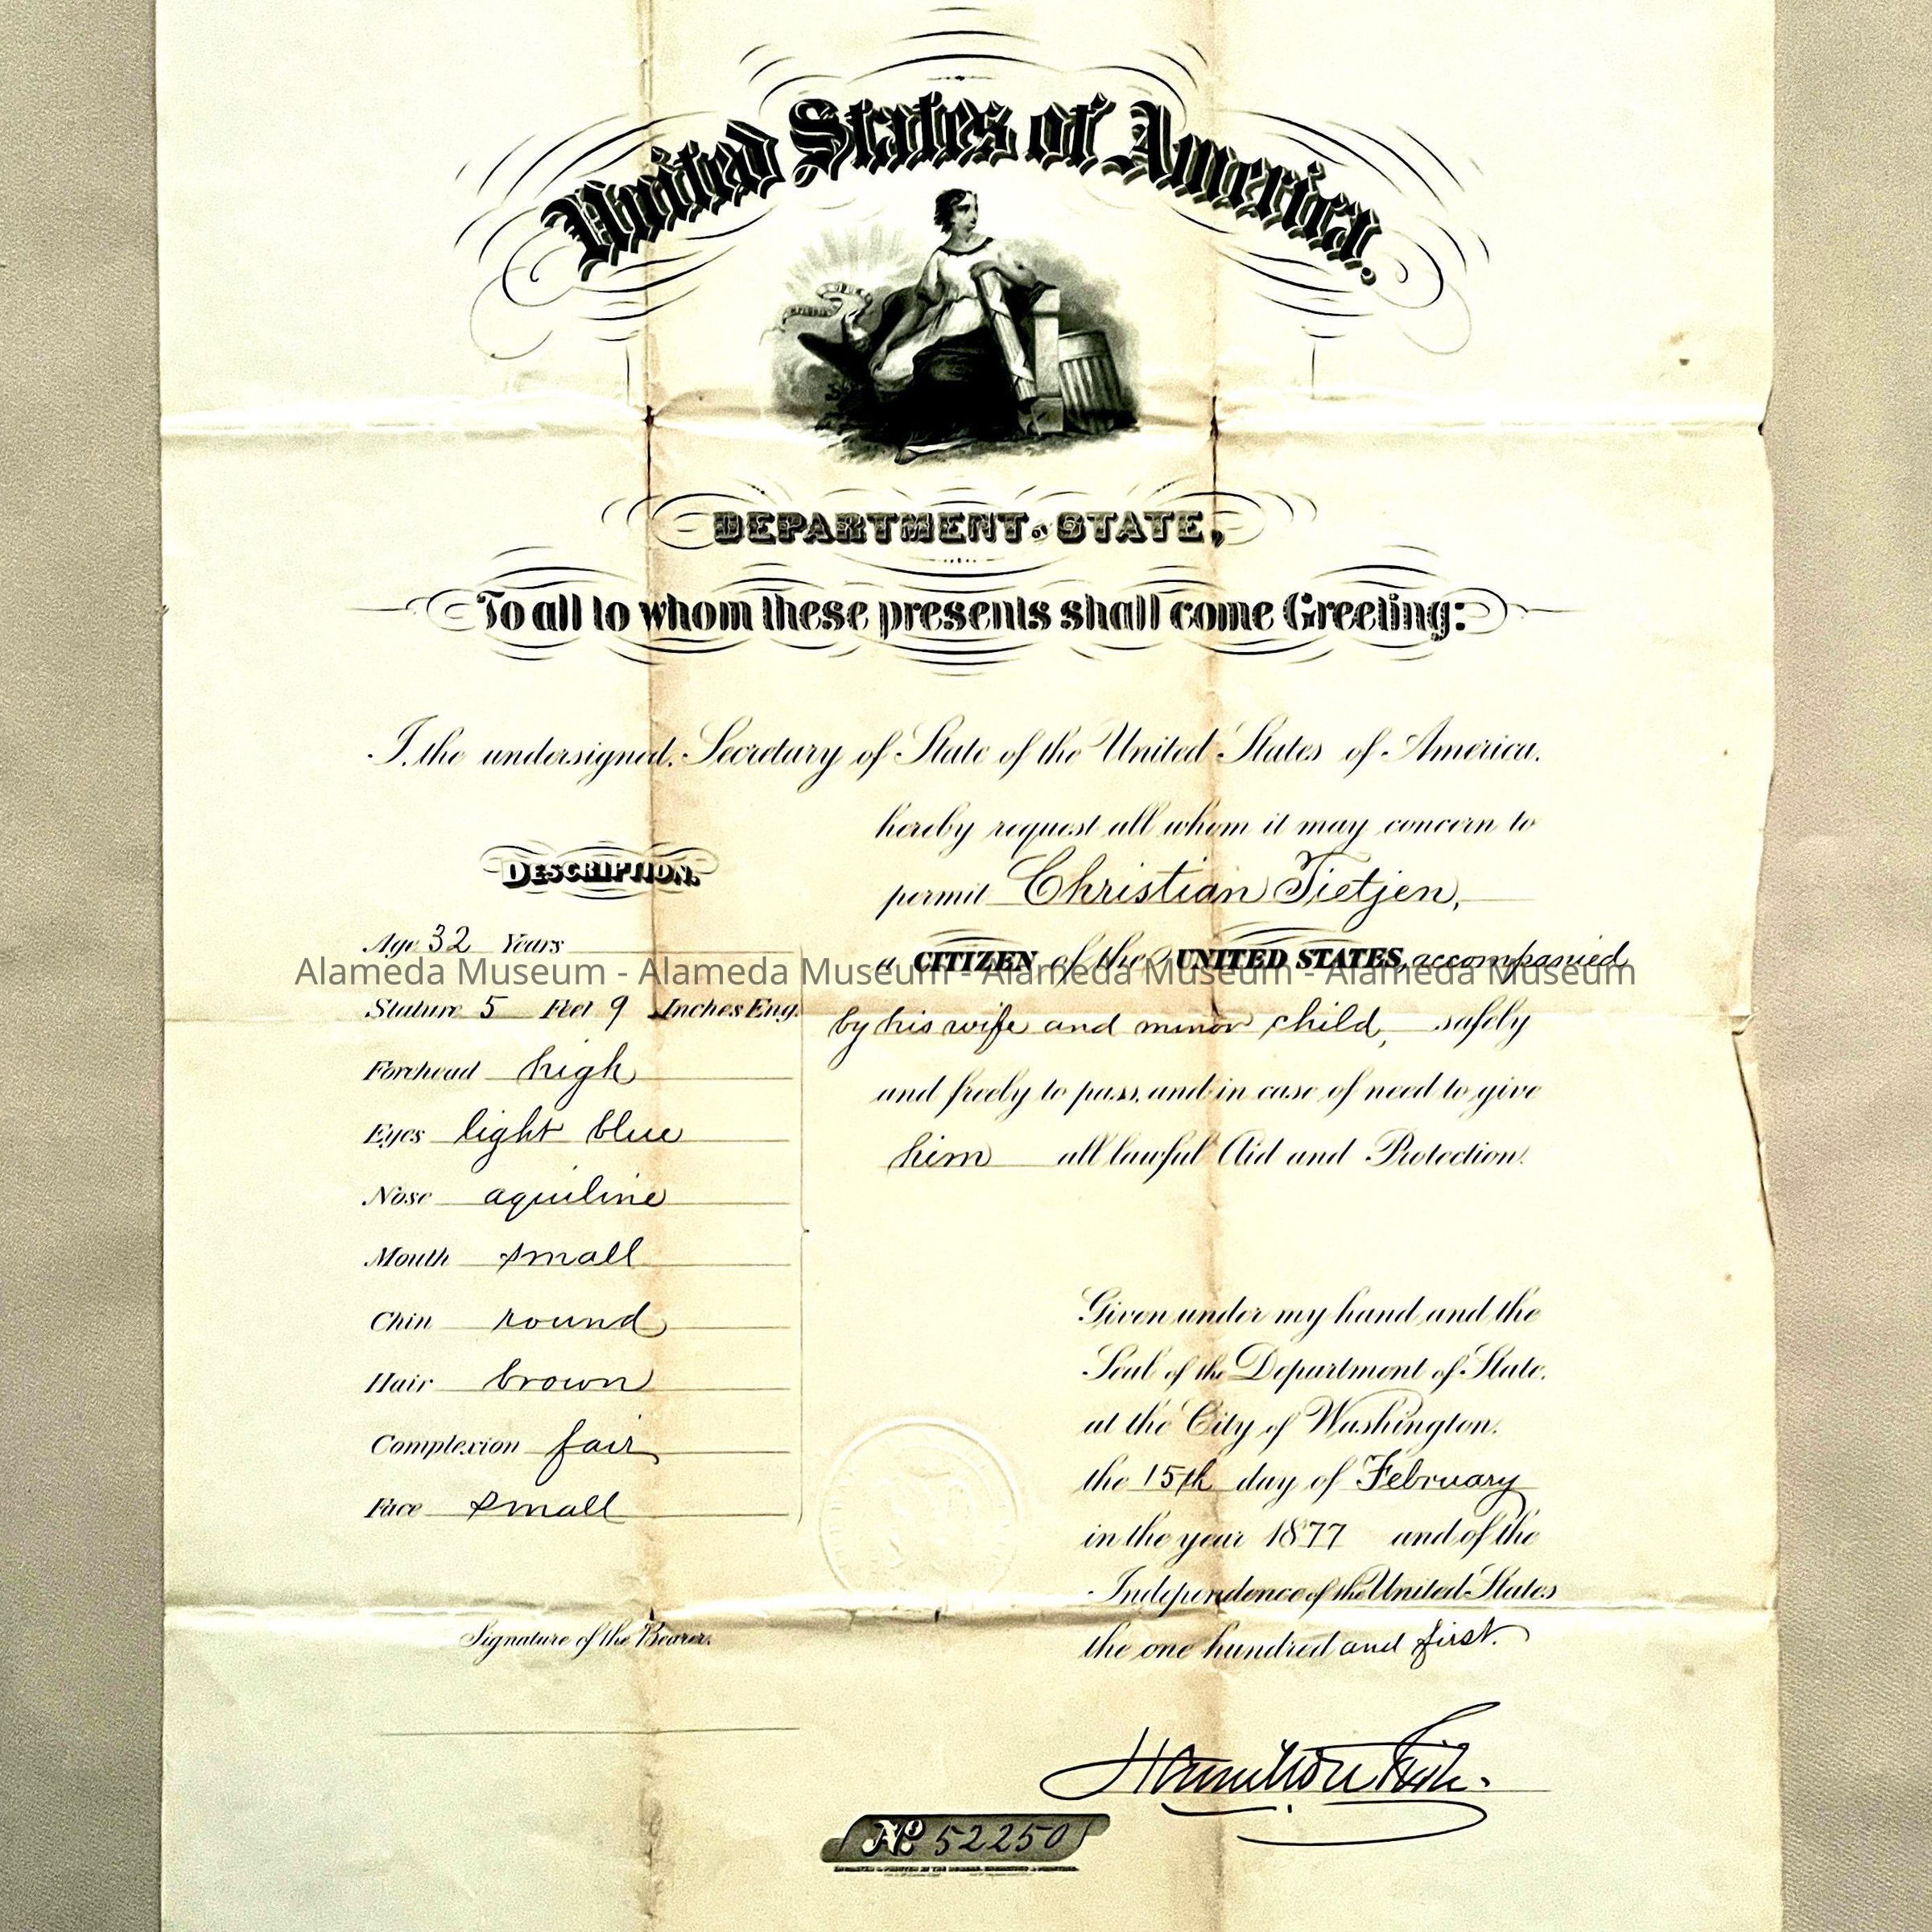 United States of America.
DEPARTMENT OF STATE,
To all to whom these presents shall come Greeting:
I, the undersigned, Secretary of State of the United States of America,
hereby request all whom it may concern to
permit Christian Tietjen,
a CITIZEN of the UNITED STATES, accompanied
by his wife and minor child, safely
and freely to pass, and in case of need to give
him all lawful Aid and Protection.
DESCRIPTION.
Age 32 Years
Stature 5 Feet 9 Inches Eng.
Forehead high
Eyes light blue
Nose aquiline
Mouth small
Chin round
Hair brown
Complexion fair
Face small
Signature of the Bearer.
Given under my hand and the
Seal of the Department of State,
at the City of Washington,
the 15th day of February
in the year 1877 and of the
Independence of the United States
the one hundred and first.
Hamilton Fish.
No. 52250
ENGRAVED & PRINTED AT THE BUREAU, ENGRAVING & PRINTING.
Alameda Museum - Alameda Museum - Alameda Museum - Alameda Museum